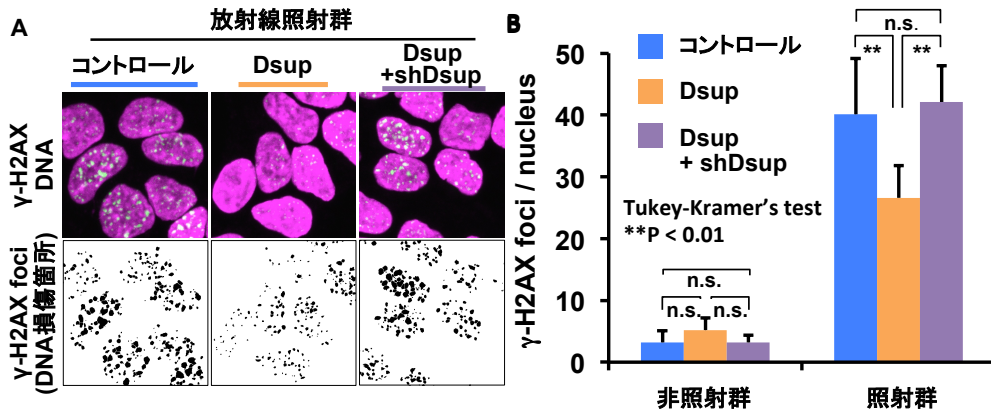 A
放射線照射群
コントロール
Dsup
Dsup
+shDsup
γ-H2AX
DNA
γ-H2AX foci
(DNA損傷箇所)
B
γ-H2AX foci / nucleus
50
40
30
20
10
5
0
コントロール
Dsup
Dsup
+ shDsup
Tukey-Kramer's test
**P < 0.01
n.s.
n.s.
n.s.
n.s.
**
**
非照射群
照射群